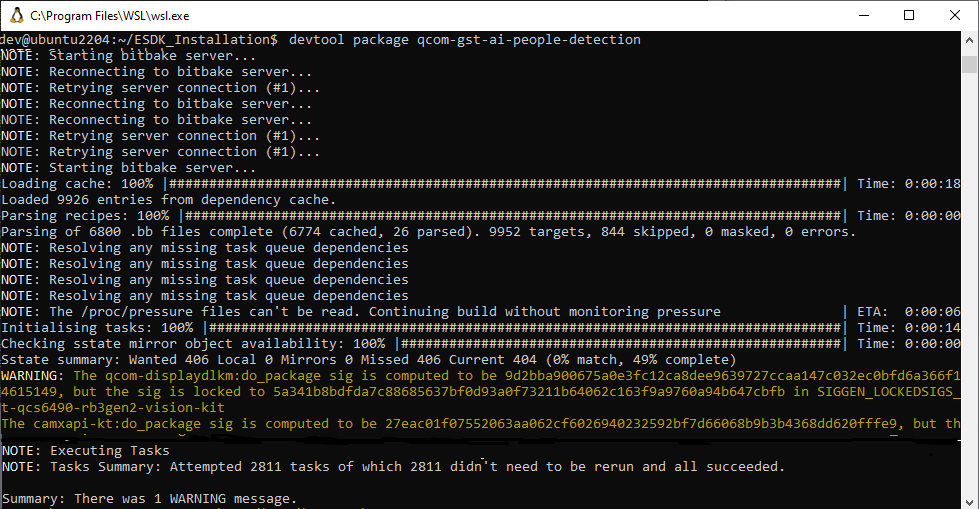 C:\Program Files\WSL\wsl.exe
dev@ubuntu2204:~/ESDK_Installation$ devtool package qcom-gst-ai-people-detection
NOTE: Starting bitbake server...
NOTE: Reconnecting to bitbake server...
NOTE: Retrying server connection (#1)...
NOTE: Reconnecting to bitbake server...
NOTE: Reconnecting to bitbake server...
NOTE: Retrying server connection (#1)...
NOTE: Retrying server connection (#1)...
NOTE: Starting bitbake server...
Loading cache: 100% |####################################################################################| Time: 0:00:18
Loaded 9926 entries from dependency cache.
Parsing recipes: 100% |##################################################################################| Time: 0:00:00
Parsing of 6800 .bb files complete (6774 cached, 26 parsed). 9952 targets, 844 skipped, 0 masked, 0 errors.
NOTE: Resolving any missing task queue dependencies
NOTE: Resolving any missing task queue dependencies
NOTE: Resolving any missing task queue dependencies
NOTE: Resolving any missing task queue dependencies
NOTE: The /proc/pressure files can't be read. Continuing build without monitoring pressure | ETA: 0:00:06
Initialising tasks: 100% |###############################################################################| Time: 0:00:14
Checking sstate mirror object availability: 100% |#######################################################| Time: 0:00:00
Sstate summary: Wanted 406 Local 0 Mirrors 0 Missed 406 Current 404 (0% match, 49% complete)
WARNING: The qcom-displaydlkm:do_package sig is computed to be 9d2bba900675a0e3fc12ca8dee9639727ccaa147c032ec0bfd6a366f1
4615149, but the sig is locked to 5a341b8bdfda7c88685637bf0d93a0f73211b64062c163f9a9760a94b647cbfb in SIGGEN_LOCKEDSIGS_
t-qcs6490-rb3gen2-vision-kit
The camxapi-kt:do_package sig is computed to be 27eac01f07552063aa062cf6026940232592bf7d66068b9b3b4368dd620fffe9, but th
NOTE: Executing Tasks
NOTE: Tasks Summary: Attempted 2811 tasks of which 2811 didn't need to be rerun and all succeeded.
Summary: There was 1 WARNING message.